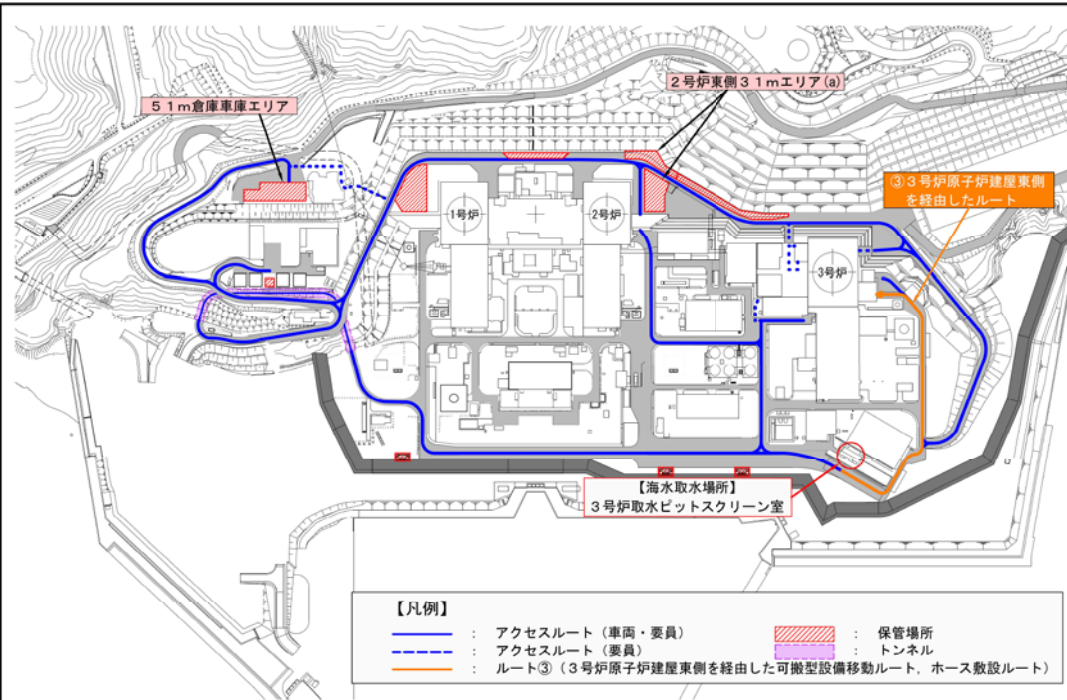 51m倉庫車庫エリア
2号炉東側31mエリア(a)
③3号炉原子炉建屋東側
を経由したルート
1号炉
2号炉
3号炉
【海水取水場所】
3号炉取水ピットスクリーン室
【凡例】
： アクセスルート（車両・要員）
： 保管場所
： アクセスルート（要員）
： トンネル
： ルート③（3号炉原子炉建屋東側を経由した可搬型設備移動ルート，ホース敷設ルート）